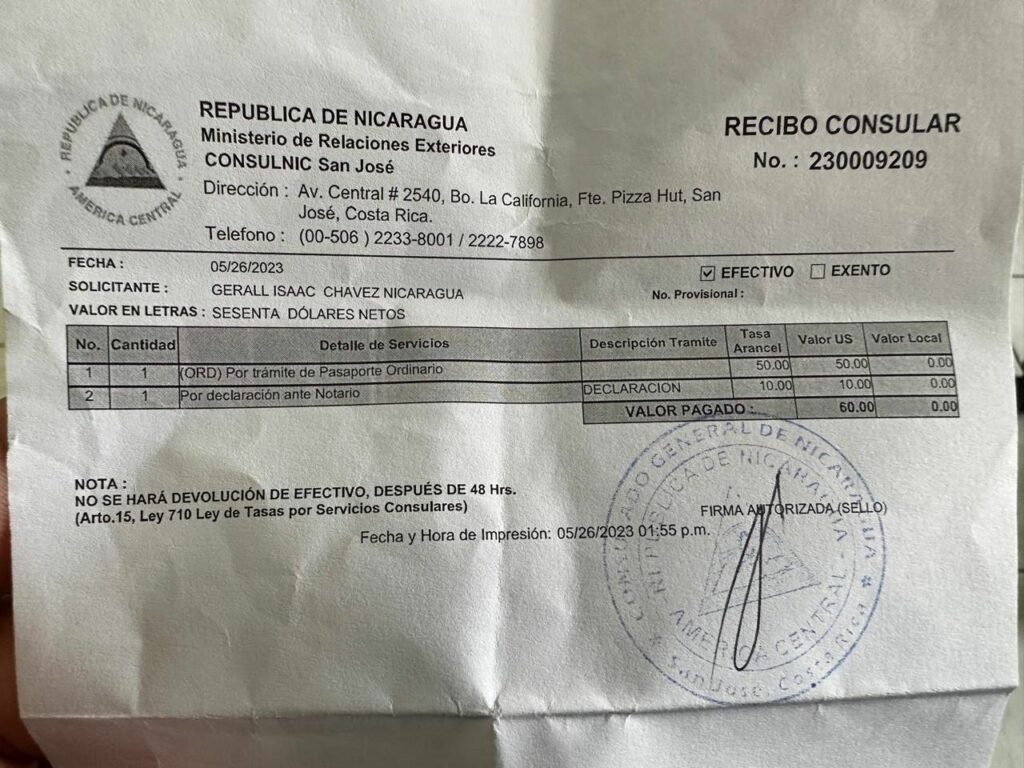 REPUBLICA DE NICARAGUA
AMERICA CENTRAL
REPUBLICA DE NICARAGUA
Ministerio de Relaciones Exteriores
CONSULNIC San José
Dirección : Av. Central # 2540, Bo. La California, Fte. Pizza Hut, San
José, Costa Rica.
Telefono : (00-506 ) 2233-8001 / 2222-7898
RECIBO CONSULAR
No. : 230009209
FECHA : 05/26/2023
☑ EFECTIVO ☐ EXENTO
SOLICITANTE : GERALL ISAAC CHAVEZ NICARAGUA
No. Provisional :
VALOR EN LETRAS : SESENTA DÓLARES NETOS
No. Cantidad Detalle de Servicios Descripción Tramite Tasa Arancel Valor US Valor Local
1 1 (ORD) Por trámite de Pasaporte Ordinario 50.00 50.00 0.00
2 1 Por declaración ante Notario DECLARACION 10.00 10.00 0.00
VALOR PAGADO : 60.00 0.00
NOTA :
NO SE HARÁ DEVOLUCIÓN DE EFECTIVO, DESPUÉS DE 48 Hrs.
(Arto.15, Ley 710 Ley de Tasas por Servicios Consulares)
FIRMA AUTORIZADA (SELLO)
Fecha y Hora de Impresión: 05/26/2023 01:55 p.m.
CONSULADO GENERAL DE NICARAGUA
San José, Costa Rica
REPUBLICA DE NICARAGUA
AMERICA CENTRAL